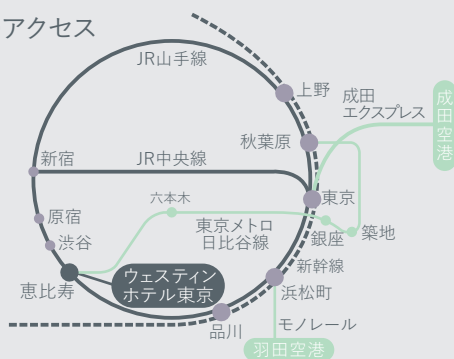 アクセス
JR山手線
上野
成田
エクスプレス
成田空港
秋葉原
新宿
JR中央線
東京
六本木
原宿
東京メトロ
日比谷線
銀座
築地
渋谷
新幹線
ウェスティン
ホテル東京
恵比寿
浜松町
品川
モノレール
羽田空港